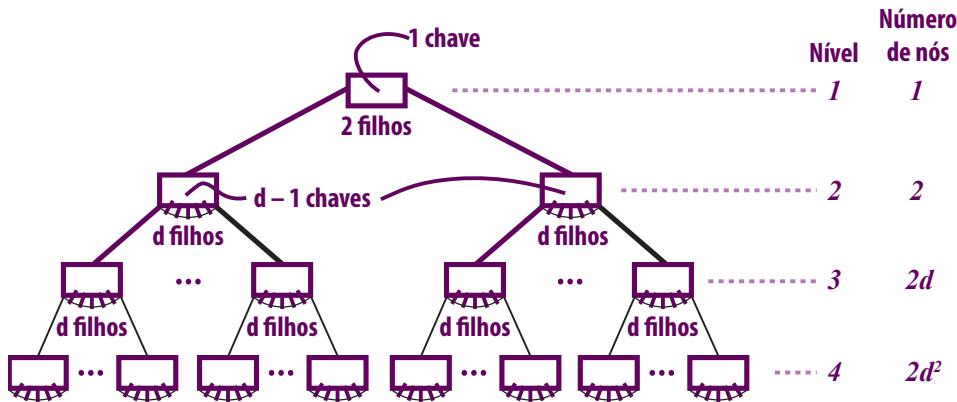 1 chave
Nível
Número de nós
2 filhos
1
1
d – 1 chaves
2
2
d filhos
d filhos
...
...
3
2d
d filhos
d filhos
d filhos
d filhos
...
...
...
...
4
2d²